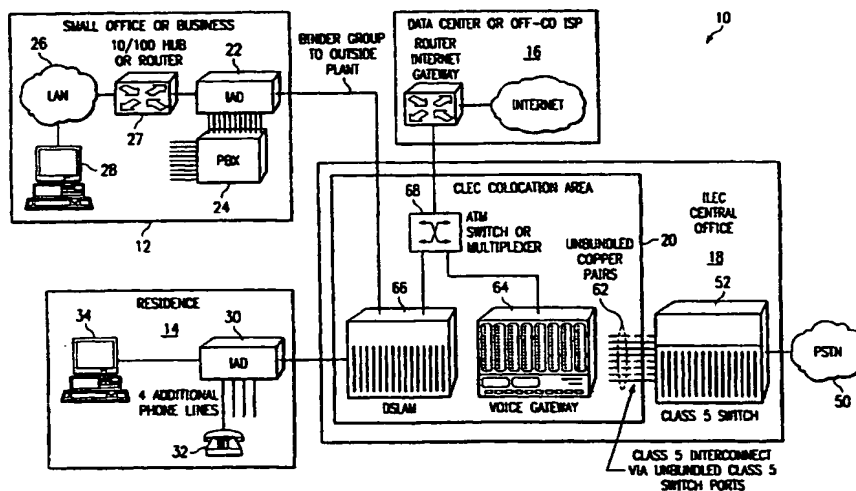 SMALL OFFICE OR BUSINESS
26
10/100 HUB
OR ROUTER
22
LAN
IAD
27
28
PBX
24
12
BINDER GROUP
TO OUTSIDE
PLANT
DATA CENTER OR OFF-CO ISP
ROUTER
INTERNET
GATEWAY
16
INTERNET
10
CLEC COLOCATION AREA
68
ATM
SWITCH OR
MULTIPLEXER
20
UNBUNDLED
COPPER
PAIRS
62
ILEC
CENTRAL
OFFICE
18
52
66
64
DSLAM
VOICE GATEWAY
CLASS 5 SWITCH
PSTN
50
RESIDENCE
34
14
30
IAD
4 ADDITIONAL
PHONE LINES
32
CLASS 5 INTERCONNECT
VIA UNBUNDLED CLASS 5
SWITCH PORTS